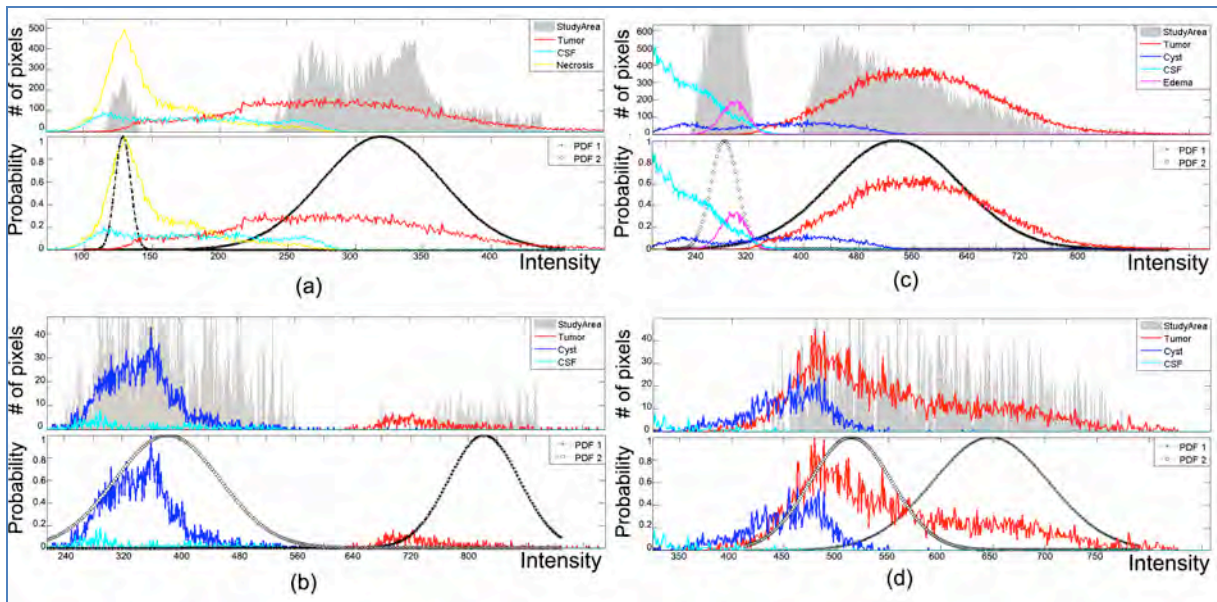 # of pixels
500
400
300
200
100
0
StudyArea
Tumor
CSF
Necrosis
Probability
1
0.8
0.6
0.4
0.2
0
PDF 1
PDF 2
100 150 200 250 300 350 400
Intensity
(a)
# of pixels
600
500
400
300
200
100
0
StudyArea
Tumor
Cyst
CSF
Edema
Probability
1
0.8
0.6
0.4
0.2
0
PDF 1
PDF 2
240 320 400 480 560 640 720 800
Intensity
(c)
# of pixels
40
30
20
10
0
StudyArea
Tumor
Cyst
CSF
Probability
1
0.8
0.6
0.4
0.2
0
PDF 1
PDF 2
240 320 400 480 560 640 720 800
Intensity
(b)
# of pixels
40
30
20
10
0
StudyArea
Tumor
Cyst
CSF
Probability
1
0.8
0.6
0.4
0.2
0
PDF 1
PDF 2
350 400 450 500 550 600 650 700 750
Intensity
(d)